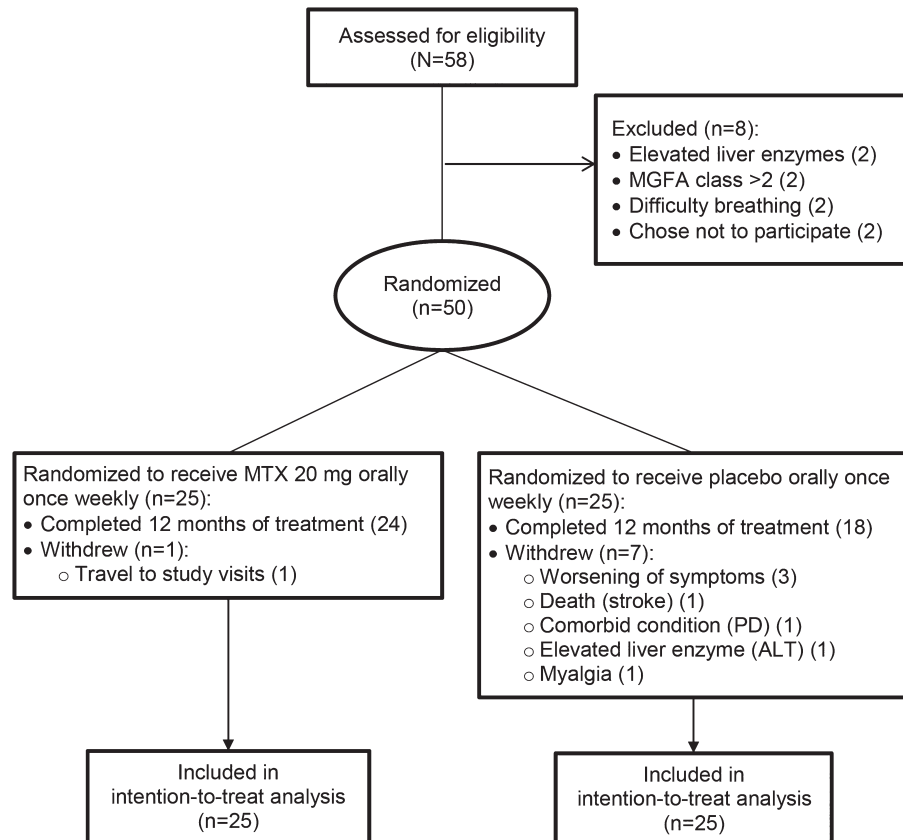 Assessed for eligibility
(N=58)
Excluded (n=8):
• Elevated liver enzymes (2)
• MGFA class >2 (2)
• Difficulty breathing (2)
• Chose not to participate (2)
Randomized
(n=50)
Randomized to receive MTX 20 mg orally
once weekly (n=25):
• Completed 12 months of treatment (24)
• Withdrew (n=1):
○ Travel to study visits (1)
Randomized to receive placebo orally once
weekly (n=25):
• Completed 12 months of treatment (18)
• Withdrew (n=7):
○ Worsening of symptoms (3)
○ Death (stroke) (1)
○ Comorbid condition (PD) (1)
○ Elevated liver enzyme (ALT) (1)
○ Myalgia (1)
Included in
intention-to-treat analysis
(n=25)
Included in
intention-to-treat analysis
(n=25)